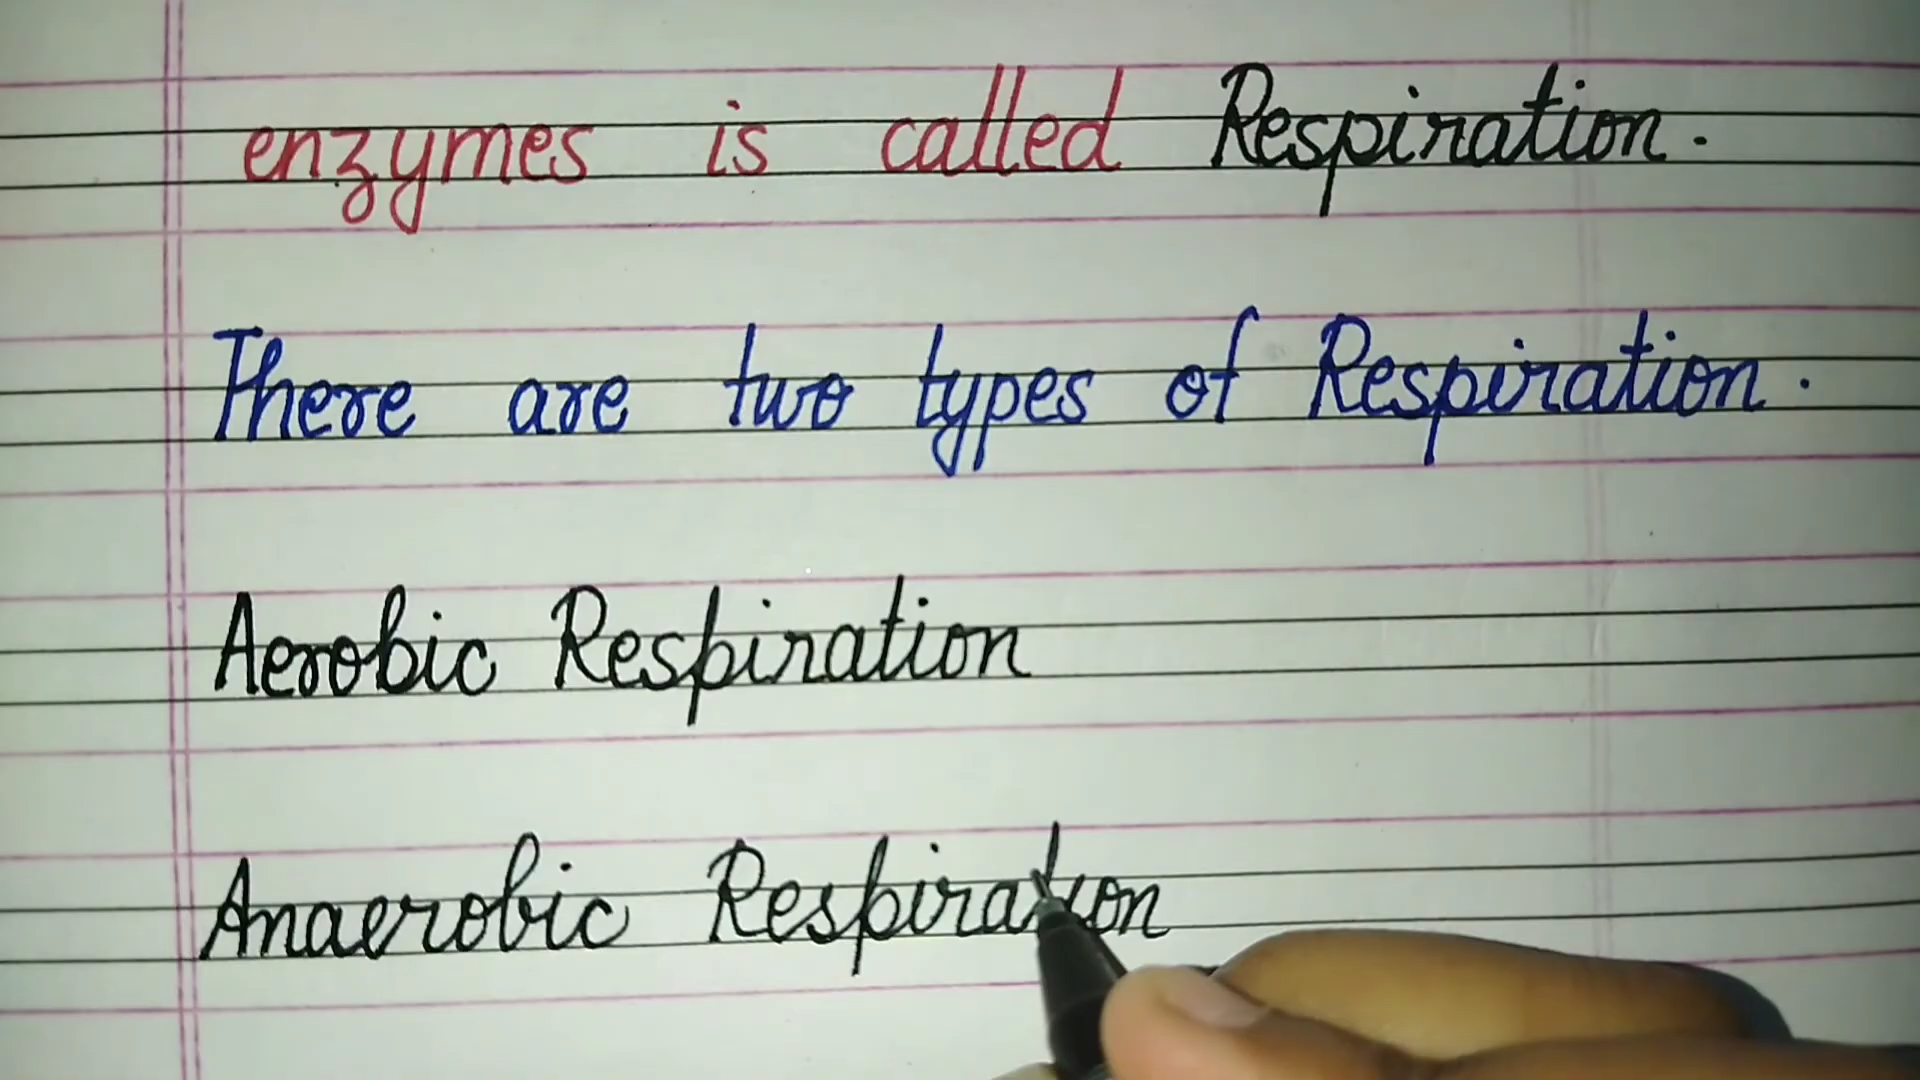 enzymes is called Respiration.
There are two types of Respiration.
Aerobic Respiration
Anaerobic Respiration